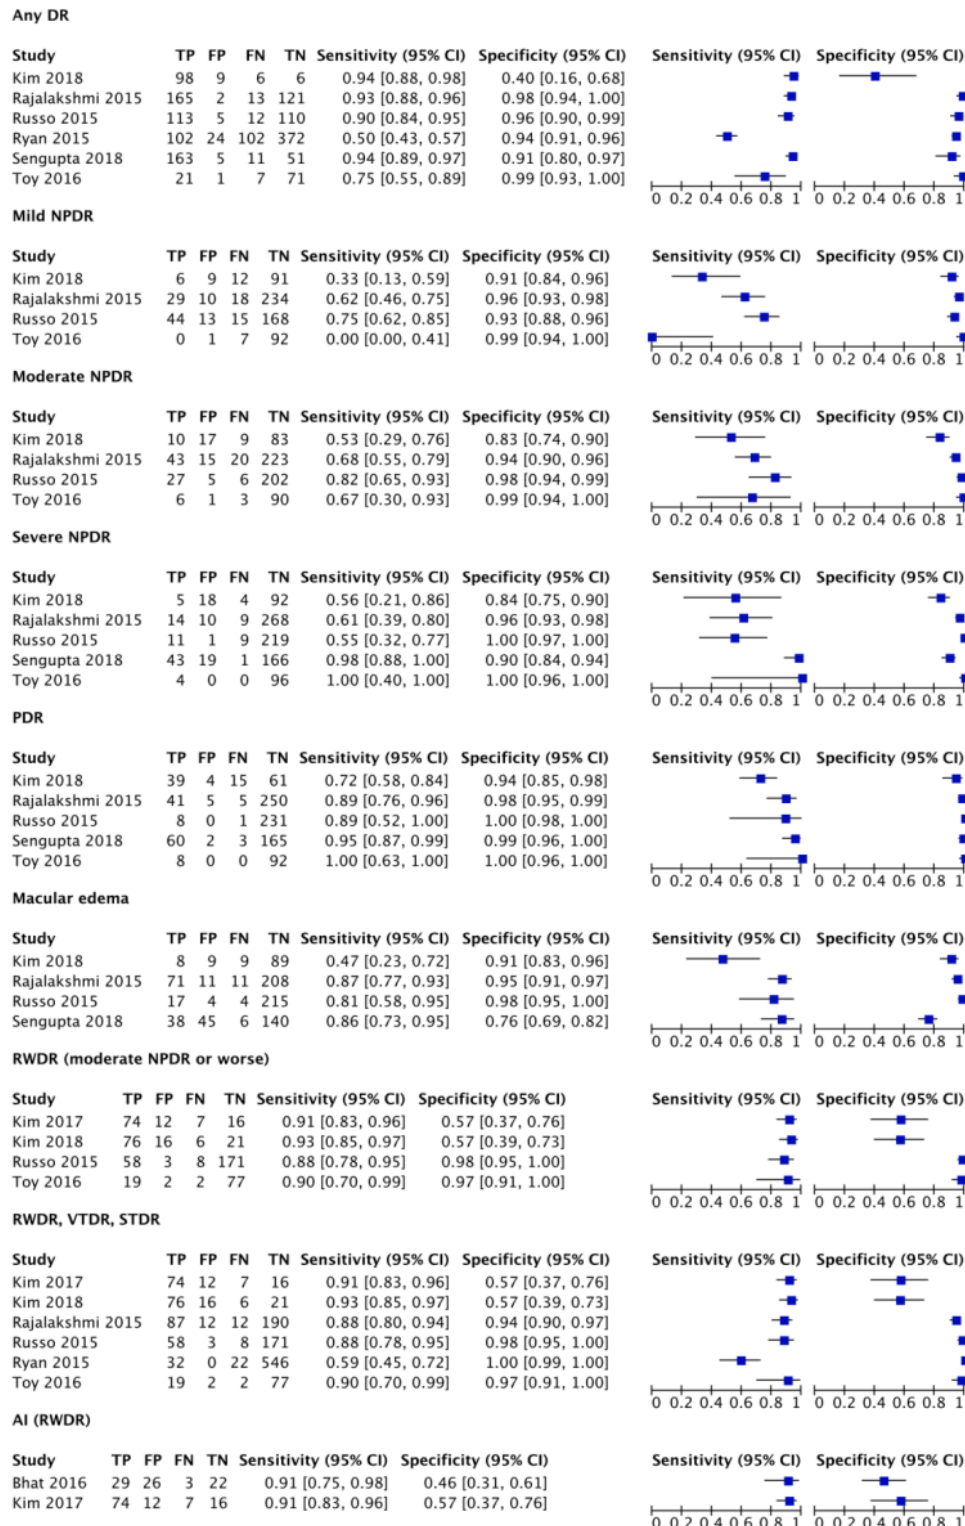 Any DR
Study TP FP FN TN Sensitivity (95% CI) Specificity (95% CI) Sensitivity (95% CI) Specificity (95% CI)
Kim 2018 98 9 6 6 0.94 [0.88, 0.98] 0.40 [0.16, 0.68]
Rajalakshmi 2015 165 2 13 121 0.93 [0.88, 0.96] 0.98 [0.94, 1.00]
Russo 2015 113 5 12 110 0.90 [0.84, 0.95] 0.96 [0.90, 0.99]
Ryan 2015 102 24 102 372 0.50 [0.43, 0.57] 0.94 [0.91, 0.96]
Sengupta 2018 163 5 11 51 0.94 [0.89, 0.97] 0.91 [0.80, 0.97]
Toy 2016 21 1 7 71 0.75 [0.55, 0.89] 0.99 [0.93, 1.00]
0 0.2 0.4 0.6 0.8 1 0 0.2 0.4 0.6 0.8 1
Mild NPDR
Study TP FP FN TN Sensitivity (95% CI) Specificity (95% CI) Sensitivity (95% CI) Specificity (95% CI)
Kim 2018 6 9 12 91 0.33 [0.13, 0.59] 0.91 [0.84, 0.96]
Rajalakshmi 2015 29 10 18 234 0.62 [0.46, 0.75] 0.96 [0.93, 0.98]
Russo 2015 44 13 15 168 0.75 [0.62, 0.85] 0.93 [0.88, 0.96]
Toy 2016 0 1 7 92 0.00 [0.00, 0.41] 0.99 [0.94, 1.00]
0 0.2 0.4 0.6 0.8 1 0 0.2 0.4 0.6 0.8 1
Moderate NPDR
Study TP FP FN TN Sensitivity (95% CI) Specificity (95% CI) Sensitivity (95% CI) Specificity (95% CI)
Kim 2018 10 17 9 83 0.53 [0.29, 0.76] 0.83 [0.74, 0.90]
Rajalakshmi 2015 43 15 20 223 0.68 [0.55, 0.79] 0.94 [0.90, 0.96]
Russo 2015 27 5 6 202 0.82 [0.65, 0.93] 0.98 [0.94, 0.99]
Toy 2016 6 1 3 90 0.67 [0.30, 0.93] 0.99 [0.94, 1.00]
0 0.2 0.4 0.6 0.8 1 0 0.2 0.4 0.6 0.8 1
Severe NPDR
Study TP FP FN TN Sensitivity (95% CI) Specificity (95% CI) Sensitivity (95% CI) Specificity (95% CI)
Kim 2018 5 18 4 92 0.56 [0.21, 0.86] 0.84 [0.75, 0.90]
Rajalakshmi 2015 14 10 9 268 0.61 [0.39, 0.80] 0.96 [0.93, 0.98]
Russo 2015 11 1 9 219 0.55 [0.32, 0.77] 1.00 [0.97, 1.00]
Sengupta 2018 43 19 1 166 0.98 [0.88, 1.00] 0.90 [0.84, 0.94]
Toy 2016 4 0 0 96 1.00 [0.40, 1.00] 1.00 [0.96, 1.00]
0 0.2 0.4 0.6 0.8 1 0 0.2 0.4 0.6 0.8 1
PDR
Study TP FP FN TN Sensitivity (95% CI) Specificity (95% CI) Sensitivity (95% CI) Specificity (95% CI)
Kim 2018 39 4 15 61 0.72 [0.58, 0.84] 0.94 [0.85, 0.98]
Rajalakshmi 2015 41 5 5 250 0.89 [0.76, 0.96] 0.98 [0.95, 0.99]
Russo 2015 8 0 1 231 0.89 [0.52, 1.00] 1.00 [0.98, 1.00]
Sengupta 2018 60 2 3 165 0.95 [0.87, 0.99] 0.99 [0.96, 1.00]
Toy 2016 8 0 0 92 1.00 [0.63, 1.00] 1.00 [0.96, 1.00]
0 0.2 0.4 0.6 0.8 1 0 0.2 0.4 0.6 0.8 1
Macular edema
Study TP FP FN TN Sensitivity (95% CI) Specificity (95% CI) Sensitivity (95% CI) Specificity (95% CI)
Kim 2018 8 9 9 89 0.47 [0.23, 0.72] 0.91 [0.83, 0.96]
Rajalakshmi 2015 71 11 11 208 0.87 [0.77, 0.93] 0.95 [0.91, 0.97]
Russo 2015 17 4 4 215 0.81 [0.58, 0.95] 0.98 [0.95, 1.00]
Sengupta 2018 38 45 6 140 0.86 [0.73, 0.95] 0.76 [0.69, 0.82]
0 0.2 0.4 0.6 0.8 1 0 0.2 0.4 0.6 0.8 1
RWDR (moderate NPDR or worse)
Study TP FP FN TN Sensitivity (95% CI) Specificity (95% CI) Sensitivity (95% CI) Specificity (95% CI)
Kim 2017 74 12 7 16 0.91 [0.83, 0.96] 0.57 [0.37, 0.76]
Kim 2018 76 16 6 21 0.93 [0.85, 0.97] 0.57 [0.39, 0.73]
Russo 2015 58 3 8 171 0.88 [0.78, 0.95] 0.98 [0.95, 1.00]
Toy 2016 19 2 2 77 0.90 [0.70, 0.99] 0.97 [0.91, 1.00]
0 0.2 0.4 0.6 0.8 1 0 0.2 0.4 0.6 0.8 1
RWDR, VTDR, STDR
Study TP FP FN TN Sensitivity (95% CI) Specificity (95% CI) Sensitivity (95% CI) Specificity (95% CI)
Kim 2017 74 12 7 16 0.91 [0.83, 0.96] 0.57 [0.37, 0.76]
Kim 2018 76 16 6 21 0.93 [0.85, 0.97] 0.57 [0.39, 0.73]
Rajalakshmi 2015 87 12 12 190 0.88 [0.80, 0.94] 0.94 [0.90, 0.97]
Russo 2015 58 3 8 171 0.88 [0.78, 0.95] 0.98 [0.95, 1.00]
Ryan 2015 32 0 22 546 0.59 [0.45, 0.72] 1.00 [0.99, 1.00]
Toy 2016 19 2 2 77 0.90 [0.70, 0.99] 0.97 [0.91, 1.00]
0 0.2 0.4 0.6 0.8 1 0 0.2 0.4 0.6 0.8 1
AI (RWDR)
Study TP FP FN TN Sensitivity (95% CI) Specificity (95% CI) Sensitivity (95% CI) Specificity (95% CI)
Bhat 2016 29 26 3 22 0.91 [0.75, 0.98] 0.46 [0.31, 0.61]
Kim 2017 74 12 7 16 0.91 [0.83, 0.96] 0.57 [0.37, 0.76]
0 0.2 0.4 0.6 0.8 1 0 0.2 0.4 0.6 0.8 1